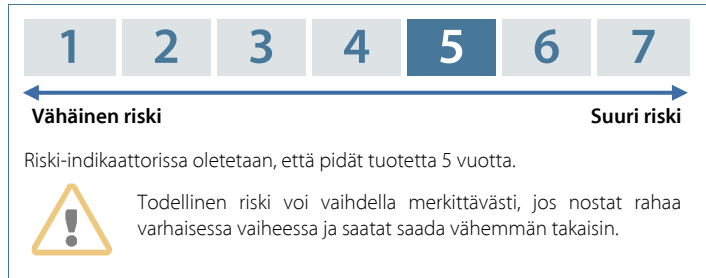 1 2 3 4 5 6 7
Vähäinen riski Suuri riski
Riski-indikaattorissa oletetaan, että pidät tuotetta 5 vuotta.
Todellinen riski voi vaihdella merkittävästi, jos nostat rahaa
varhaisessa vaiheessa ja saatat saada vähemmän takaisin.